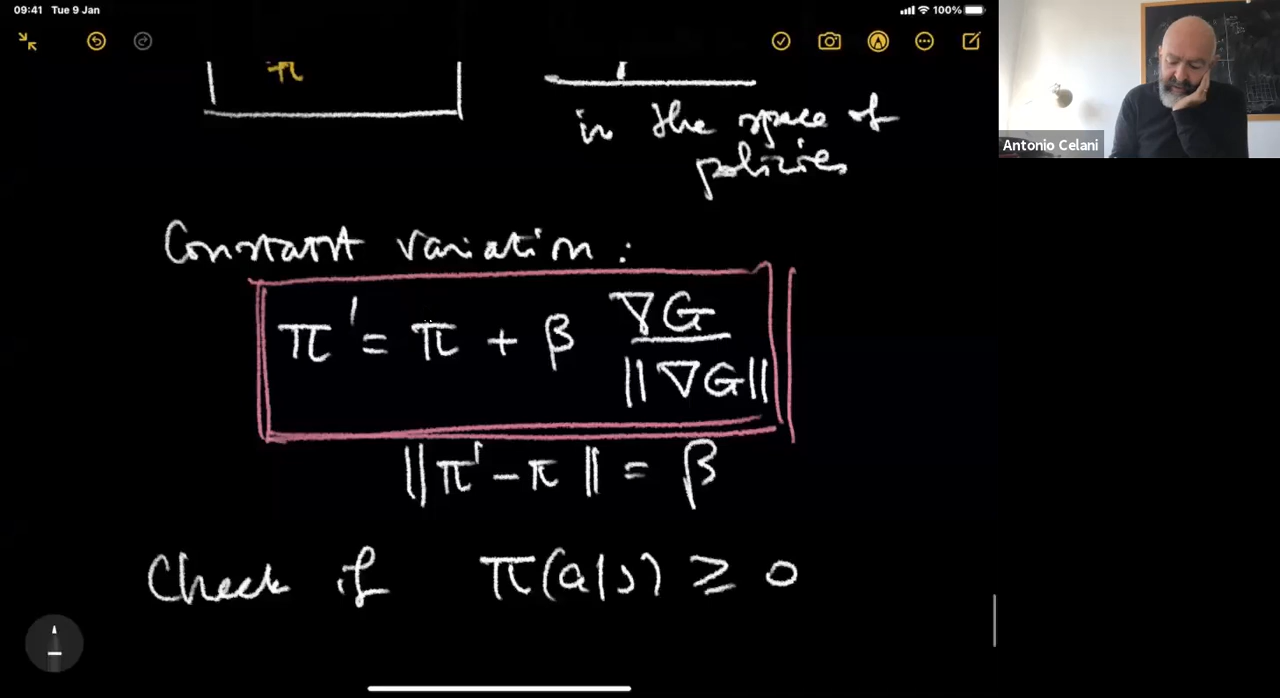 09:41 Tue 9 Jan
100%
π
in the space of
policies
Constant variation:
π' = π + β ∇G / ||∇G||
||π' - π|| = β
Check if π(a|s) ≥ 0
Antonio Celani